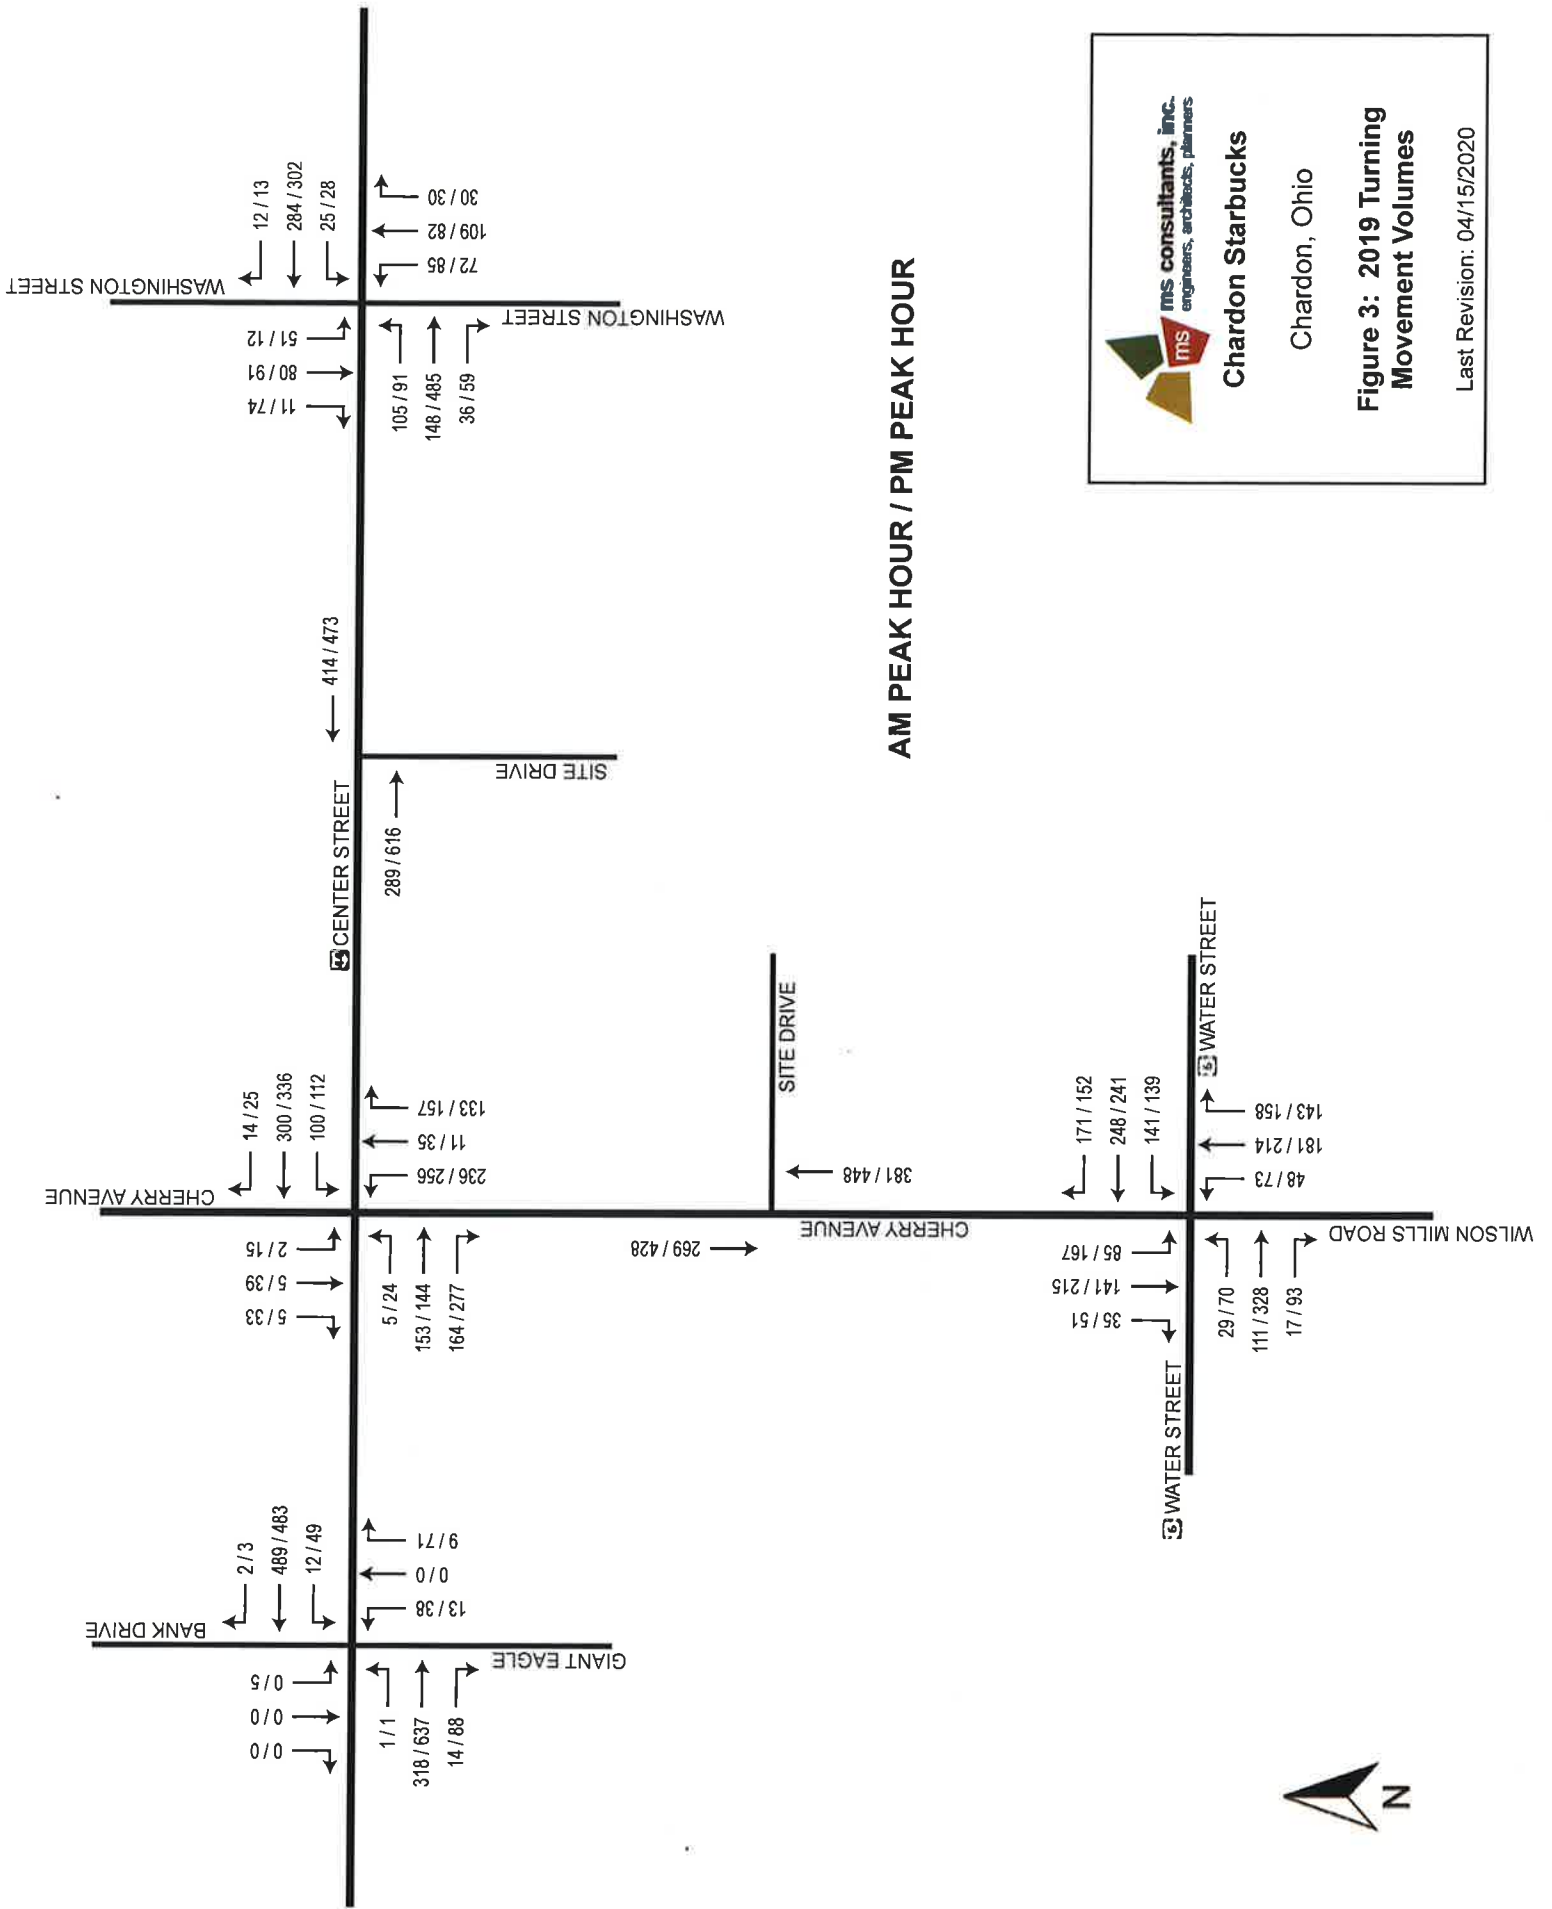 BANK DRIVE
2 / 3
489 / 483
12 / 49
0 / 5
0 / 0
0 / 0
1 / 1
318 / 637
14 / 88
9 / 71
0 / 0
13 / 38
GIANT EAGLE
CHERRY AVENUE
14 / 25
300 / 336
100 / 112
2 / 15
5 / 39
5 / 33
5 / 24
153 / 144
164 / 277
133 / 157
11 / 35
236 / 256
CENTER STREET
414 / 473
289 / 616
SITE DRIVE
WASHINGTON STREET
12 / 13
284 / 302
25 / 28
51 / 12
80 / 91
11 / 74
105 / 91
148 / 485
36 / 59
30 / 30
109 / 82
72 / 85
WASHINGTON STREET
269 / 428
SITE DRIVE
381 / 448
CHERRY AVENUE
AM PEAK HOUR / PM PEAK HOUR
171 / 152
248 / 241
141 / 139
85 / 167
141 / 215
35 / 51
6 WATER STREET
6 WATER STREET
29 / 70
111 / 328
17 / 93
143 / 158
181 / 214
48 / 73
WILSON MILLS ROAD
N
ms
ms consultants, inc.
engineers, architects, planners
Chardon Starbucks
Chardon, Ohio
Figure 3: 2019 Turning
Movement Volumes
Last Revision: 04/15/2020